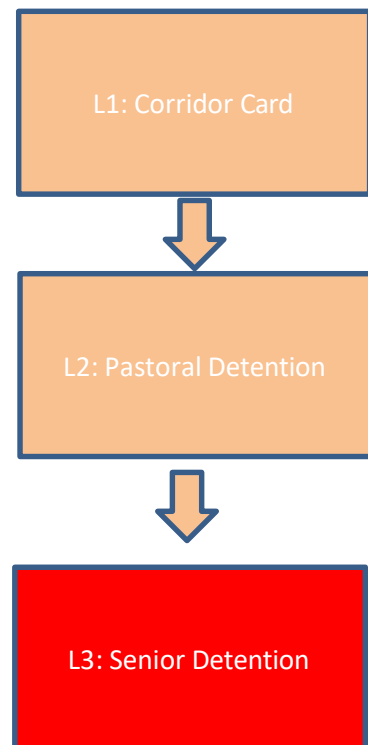 L1: Corridor Card
L2: Pastoral Detention
L3: Senior Detention